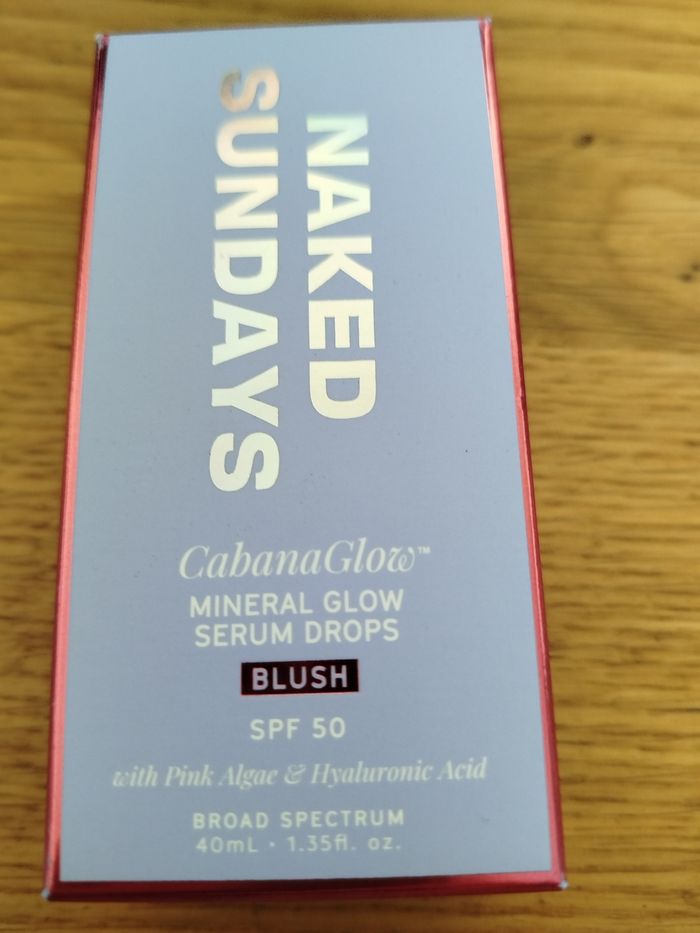 NAKED
SUNDAYS
CabanaGlow™
MINERAL GLOW
SERUM DROPS
BLUSH
SPF 50
with Pink Algae & Hyaluronic Acid
BROAD SPECTRUM
40mL · 1.35fl. oz.